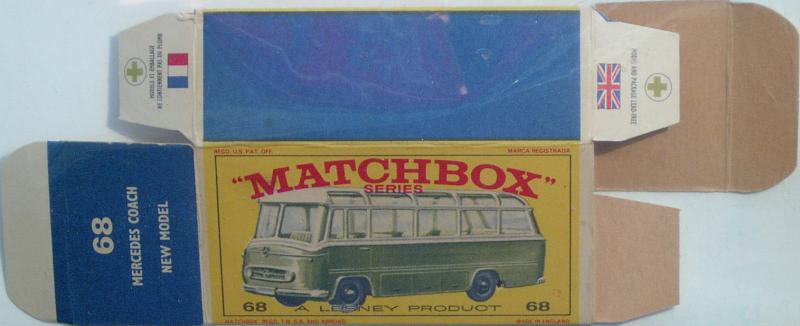 MODELE ET EMBALLAGE
NE CONTIENNENT PAS DU PLOMB
MODEL AND PACKAGE LEAD-FREE
68
MERCEDES COACH
NEW MODEL
REGD. U.S. PAT. OFF.
MARCA REGISTRADA
"MATCHBOX"
SERIES
68 A LESNEY PRODUCT 68
MATCHBOX REGD. T.M. G.B. AND ABROAD
MADE IN ENGLAND